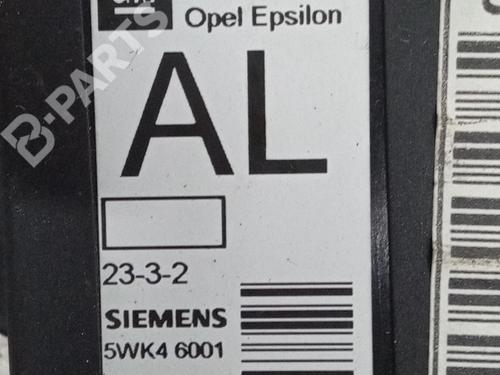 Opel Epsilon
AL
23-3-2
SIEMENS
5WK4 6001
B-PARTS